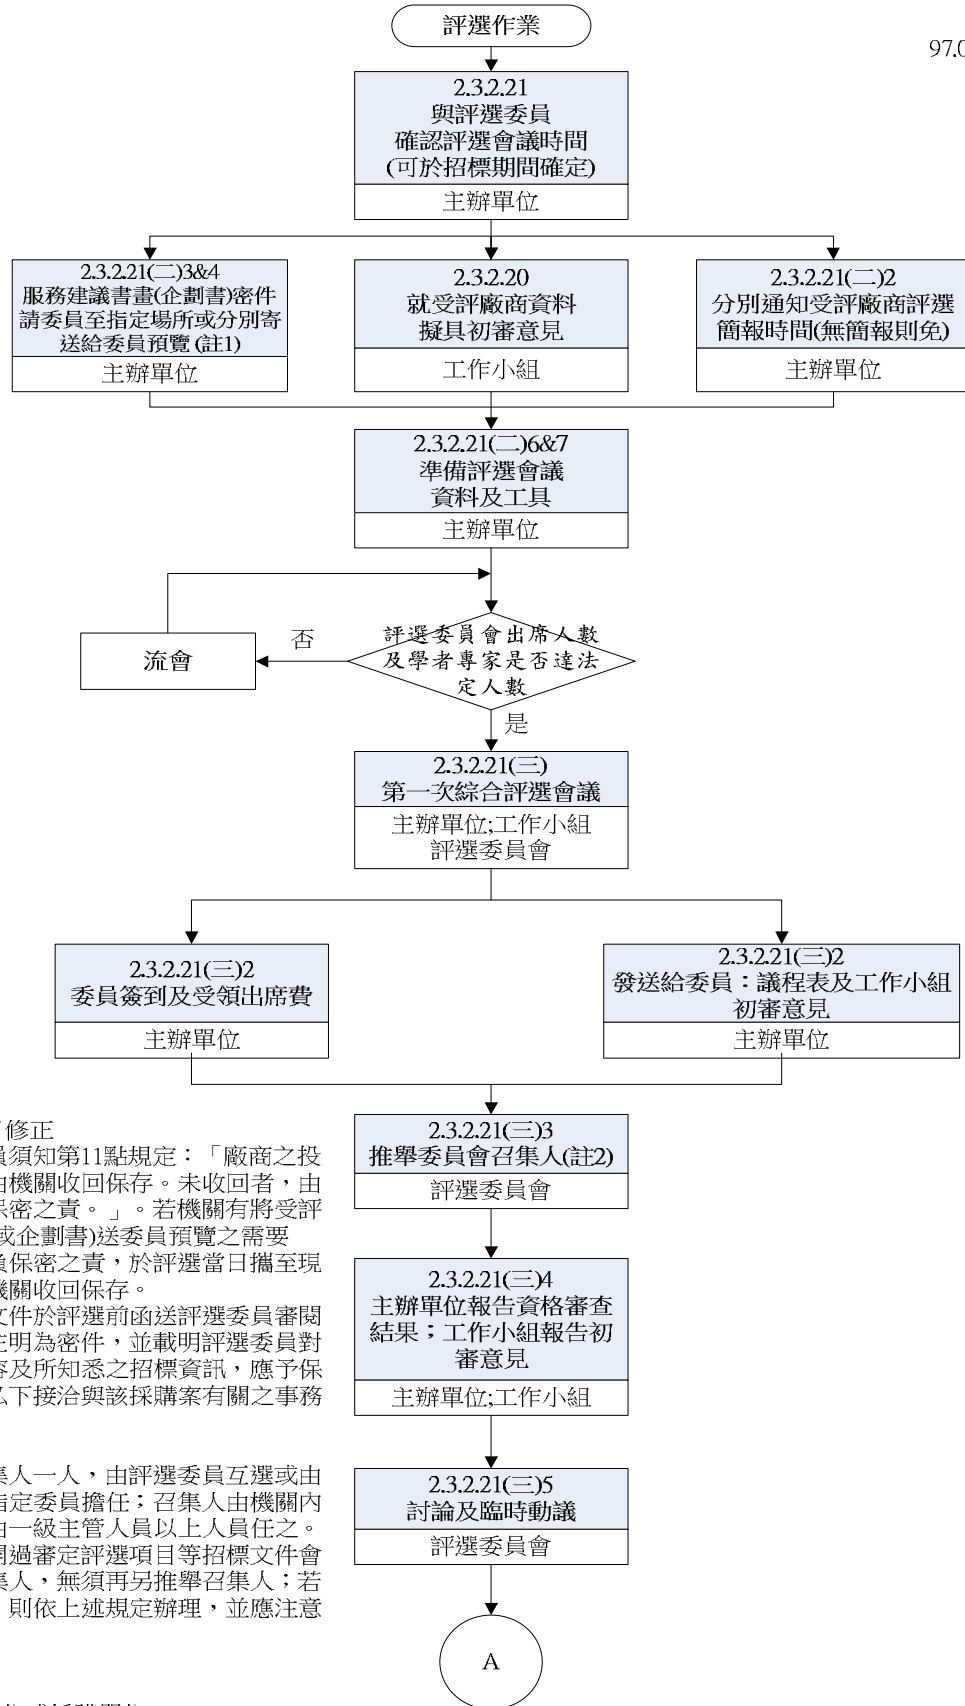 評選作業
97.0
2.3.2.21
與評選委員
確認評選會議時間
(可於招標期間確定)
主辦單位
2.3.2.21(二)3&4
服務建議書畫(企劃書)密件
請委員至指定場所或分別寄
送給委員預覽(註1)
主辦單位
2.3.2.20
就受評廠商資料
擬具初審意見
工作小組
2.3.2.21(二)2
分別通知受評廠商評選
簡報時間(無簡報則免)
主辦單位
2.3.2.21(二)6&7
準備評選會議
資料及工具
主辦單位
評選委員會出席人數
及學者專家是否達法
定人數
否
流會
是
2.3.2.21(三)
第一次綜合評選會議
主辦單位;工作小組
評選委員會
2.3.2.21(三)2
委員簽到及受領出席費
主辦單位
2.3.2.21(三)2
發送給委員：議程表及工作小組
初審意見
主辦單位
2.3.2.21(三)3
推舉委員會召集人(註2)
評選委員會
2.3.2.21(三)4
主辦單位報告資格審查
結果；工作小組報告初
審意見
主辦單位;工作小組
2.3.2.21(三)5
討論及臨時動議
評選委員會
A
修正
員須知第11點規定：「廠商之投
由機關收回保存。未收回者，由
保密之責。」。若機關有將受評
或企劃書)送委員預覽之需要
負保密之責，於評選當日攜至現
機關收回保存。
文件於評選前函送評選委員審閱
註明為密件，並載明評選委員對
容及所知悉之招標資訊，應予保
私下接洽與該採購案有關之事務
集人一人，由評選委員互選或由
指定委員擔任；召集人由機關內
由一級主管人員以上人員任之。
開過審定評選項目等招標文件會
集人，無須再另推舉召集人；若
則依上述規定辦理，並應注意